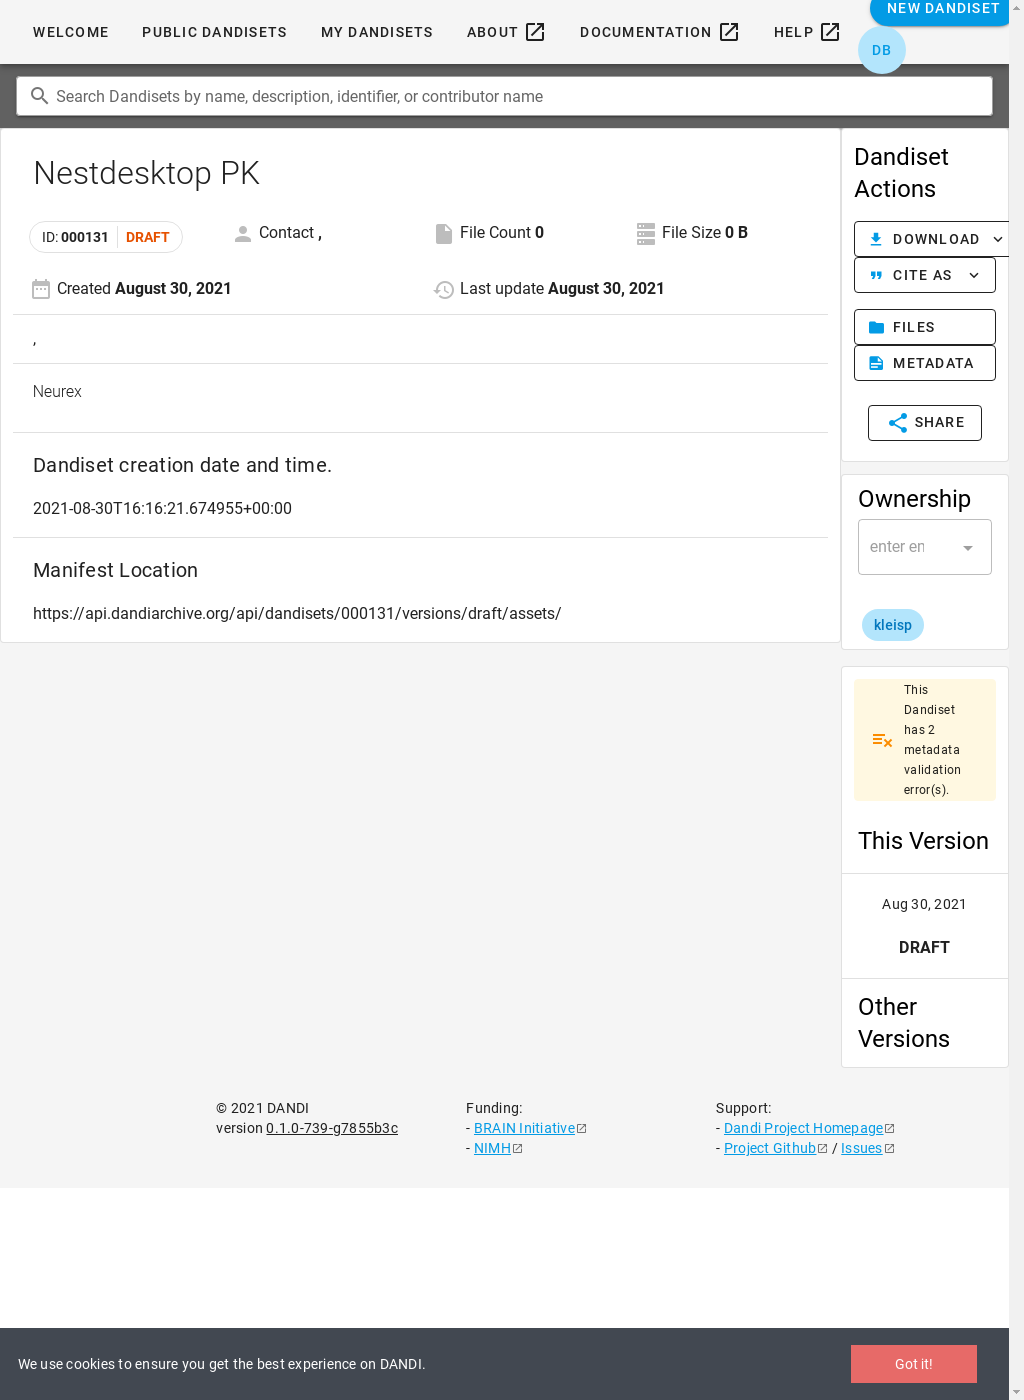 WELCOME PUBLIC DANDISETS MY DANDISETS ABOUT DOCUMENTATION HELP NEW DANDISET
DB
Search Dandisets by name, description, identifier, or contributor name
Nestdesktop PK
ID: 000131 DRAFT Contact , File Count 0 File Size 0 B
Created August 30, 2021 Last update August 30, 2021
,
Neurex
Dandiset creation date and time.
2021-08-30T16:16:21.674955+00:00
Manifest Location
https://api.dandiarchive.org/api/dandisets/000131/versions/draft/assets/
Dandiset
Actions
DOWNLOAD
CITE AS
FILES
METADATA
SHARE
Ownership
enter en
kleisp
This
Dandiset
has 2
metadata
validation
error(s).
This Version
Aug 30, 2021
DRAFT
Other
Versions
© 2021 DANDI
version 0.1.0-739-g7855b3c
Funding:
- BRAIN Initiative
- NIMH
Support:
- Dandi Project Homepage
- Project Github / Issues
We use cookies to ensure you get the best experience on DANDI. Got it!